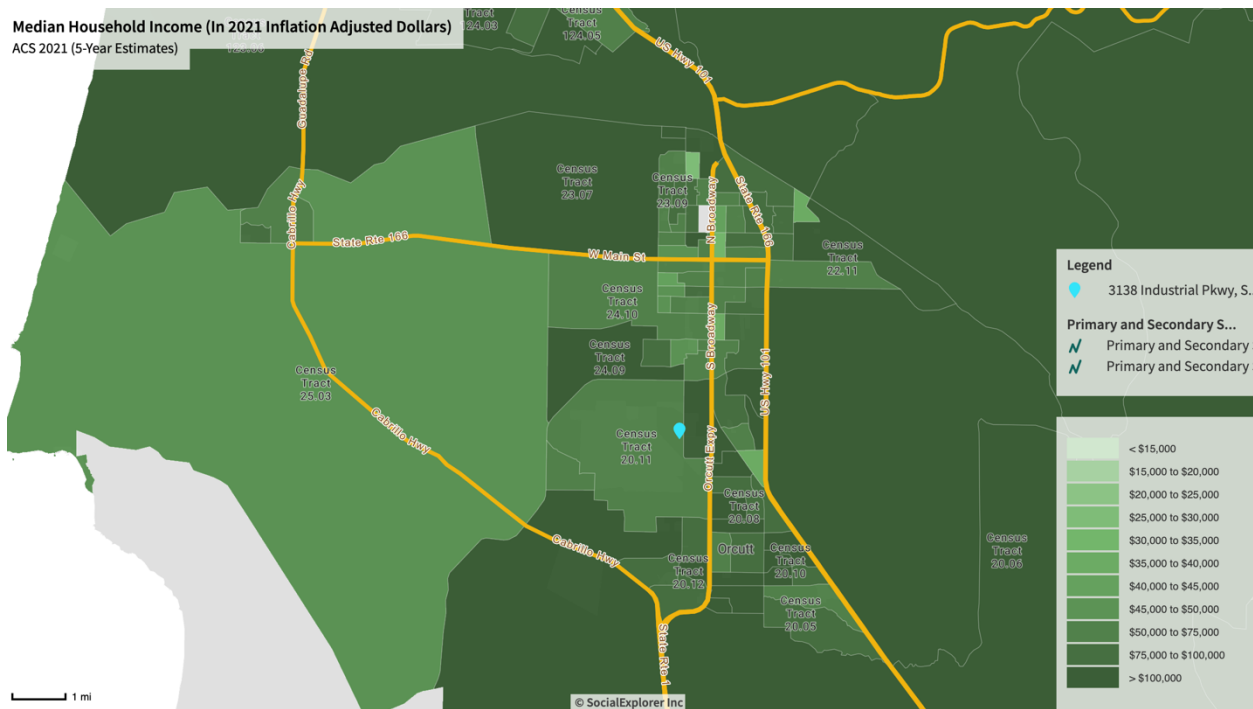 Median Household Income (In 2021 Inflation Adjusted Dollars)
ACS 2021 (5-Year Estimates)
Census
Tract
124.03
Census
Tract
124.05
US Hwy 101
Guadalupe Rd
Cabrillo Hwy
State Rte 166
W Main St
Census
Tract
23.07
Census
Tract
23.09
N Broadway
State Rte 166
Census
Tract
22.11
Census
Tract
24.10
Census
Tract
24.09
S Broadway
US Hwy 101
Census
Tract
25.03
Cabrillo Hwy
Census
Tract
20.11
Orcutt Expy
Census
Tract
20.08
Cabrillo Hwy
Census
Tract
20.12
Orcutt
Census
Tract
20.10
Census
Tract
20.05
Census
Tract
20.06
State Rte 1
Legend
3138 Industrial Pkwy, S...
Primary and Secondary S...
Primary and Secondary
Primary and Secondary
< $15,000
$15,000 to $20,000
$20,000 to $25,000
$25,000 to $30,000
$30,000 to $35,000
$35,000 to $40,000
$40,000 to $45,000
$45,000 to $50,000
$50,000 to $75,000
$75,000 to $100,000
> $100,000
1 mi
© SocialExplorer Inc